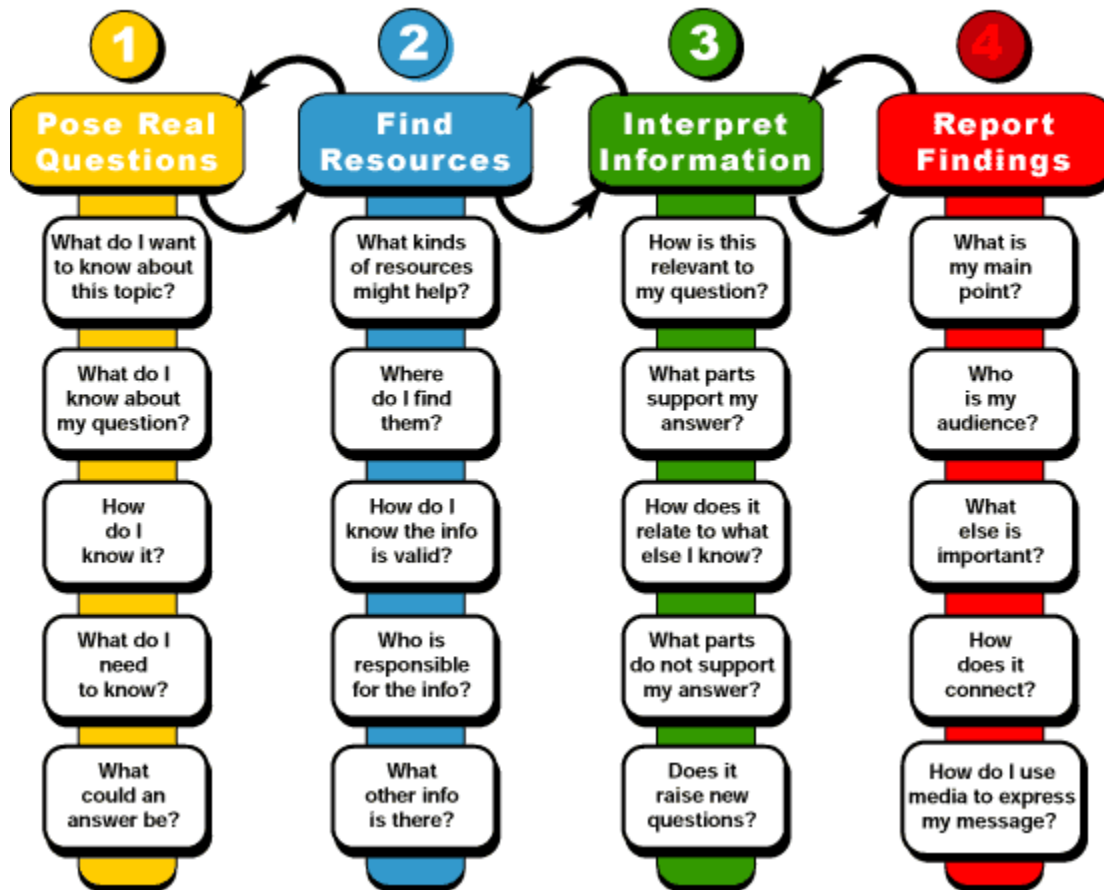 1
Pose Real
Questions
What do I want
to know about
this topic?
What do I
know about
my question?
How
do I
know it?
What do I
need
to know?
What
could an
answer be?
2
Find
Resources
What kinds
of resources
might help?
Where
do I find
them?
How do I
know the info
is valid?
Who is
responsible
for the info?
What
other info
is there?
3
Interpret
Information
How is this
relevant to
my question?
What parts
support my
answer?
How does it
relate to what
else I know?
What parts
do not support
my answer?
Does it
raise new
questions?
4
Report
Findings
What is
my main
point?
Who
is my
audience?
What
else is
important?
How
does it
connect?
How do I use
media to express
my message?